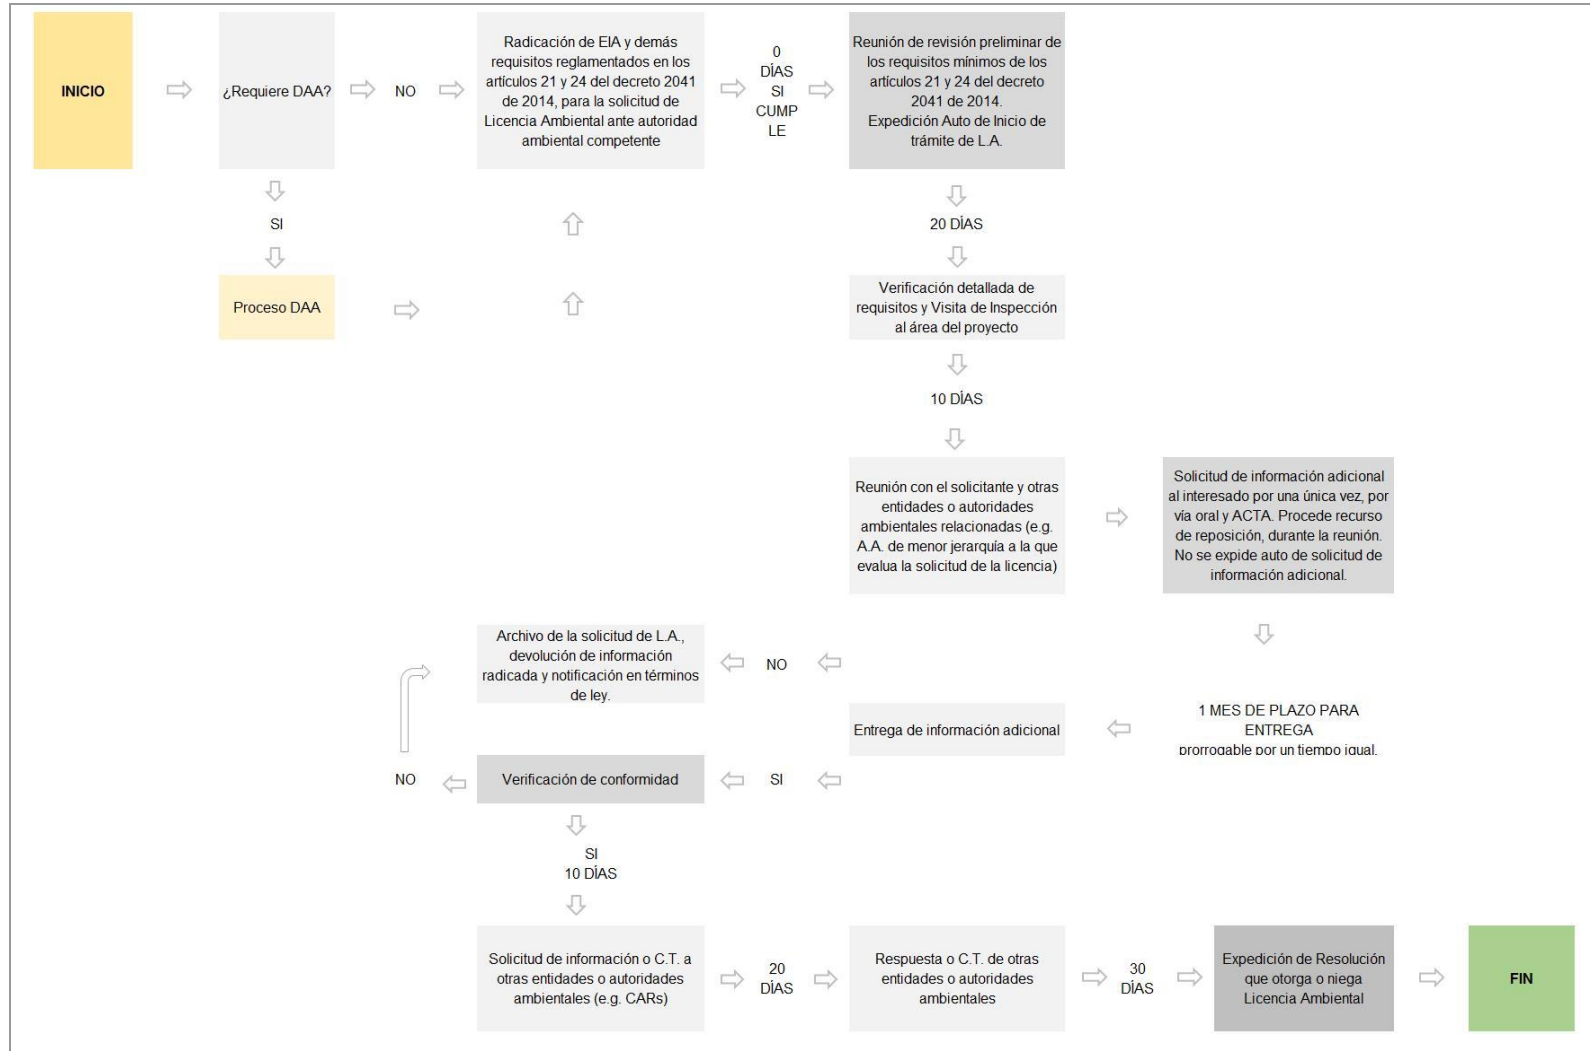 INICIO
¿Requiere DAA?
NO
Radicación de EIA y demás
requisitos reglamentados en los
artículos 21 y 24 del decreto 2041
de 2014, para la solicitud de
Licencia Ambiental ante autoridad
ambiental competente
0
DÍAS
SI
CUMP
LE
Reunión de revisión preliminar de
los requisitos mínimos de los
artículos 21 y 24 del decreto
2041 de 2014.
Expedición Auto de Inicio de
trámite de L.A.
SI
20 DÍAS
Proceso DAA
Verificación detallada de
requisitos y Visita de Inspección
al área del proyecto
10 DÍAS
Reunión con el solicitante y otras
entidades o autoridades
ambientales relacionadas (e.g.
A.A. de menor jerarquía a la que
evalua la solicitud de la licencia)
Solicitud de información adicional
al interesado por una única vez, por
vía oral y ACTA. Procede recurso
de reposición, durante la reunión.
No se expide auto de solicitud de
información adicional.
Archivo de la solicitud de L.A.,
devolución de información
radicada y notificación en términos
de ley.
NO
Entrega de información adicional
1 MES DE PLAZO PARA
ENTREGA
prorrogable por un tiempo igual.
NO
Verificación de conformidad
SI
SI
10 DÍAS
Solicitud de información o C.T. a
otras entidades o autoridades
ambientales (e.g. CARs)
20
DÍAS
Respuesta o C.T. de otras
entidades o autoridades
ambientales
30
DÍAS
Expedición de Resolución
que otorga o niega
Licencia Ambiental
FIN